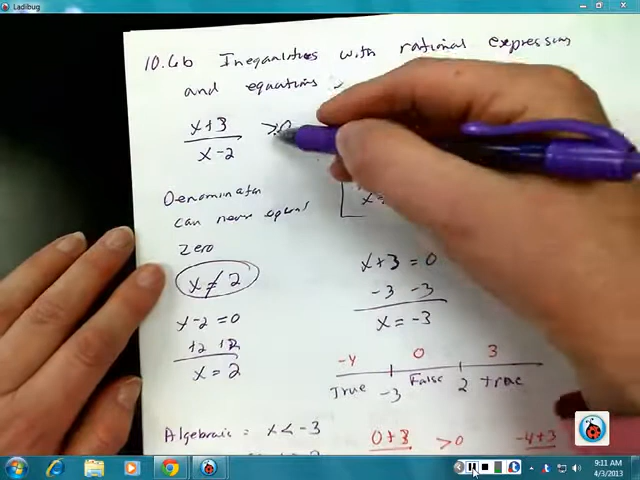 Ladibug
10.6b Inequalities with rational expressions
and equations
x+3 >0
x-2
Denominator
can never equal
zero
x ≠ 2
x-2 = 0
+2 +2
x = 2
x=
x+3 = 0
-3 -3
x = -3
-4 0 3
True -3 False 2 true
Algebraic: x < -3
0+3 >0 -4+3
9:11 AM
4/3/2013